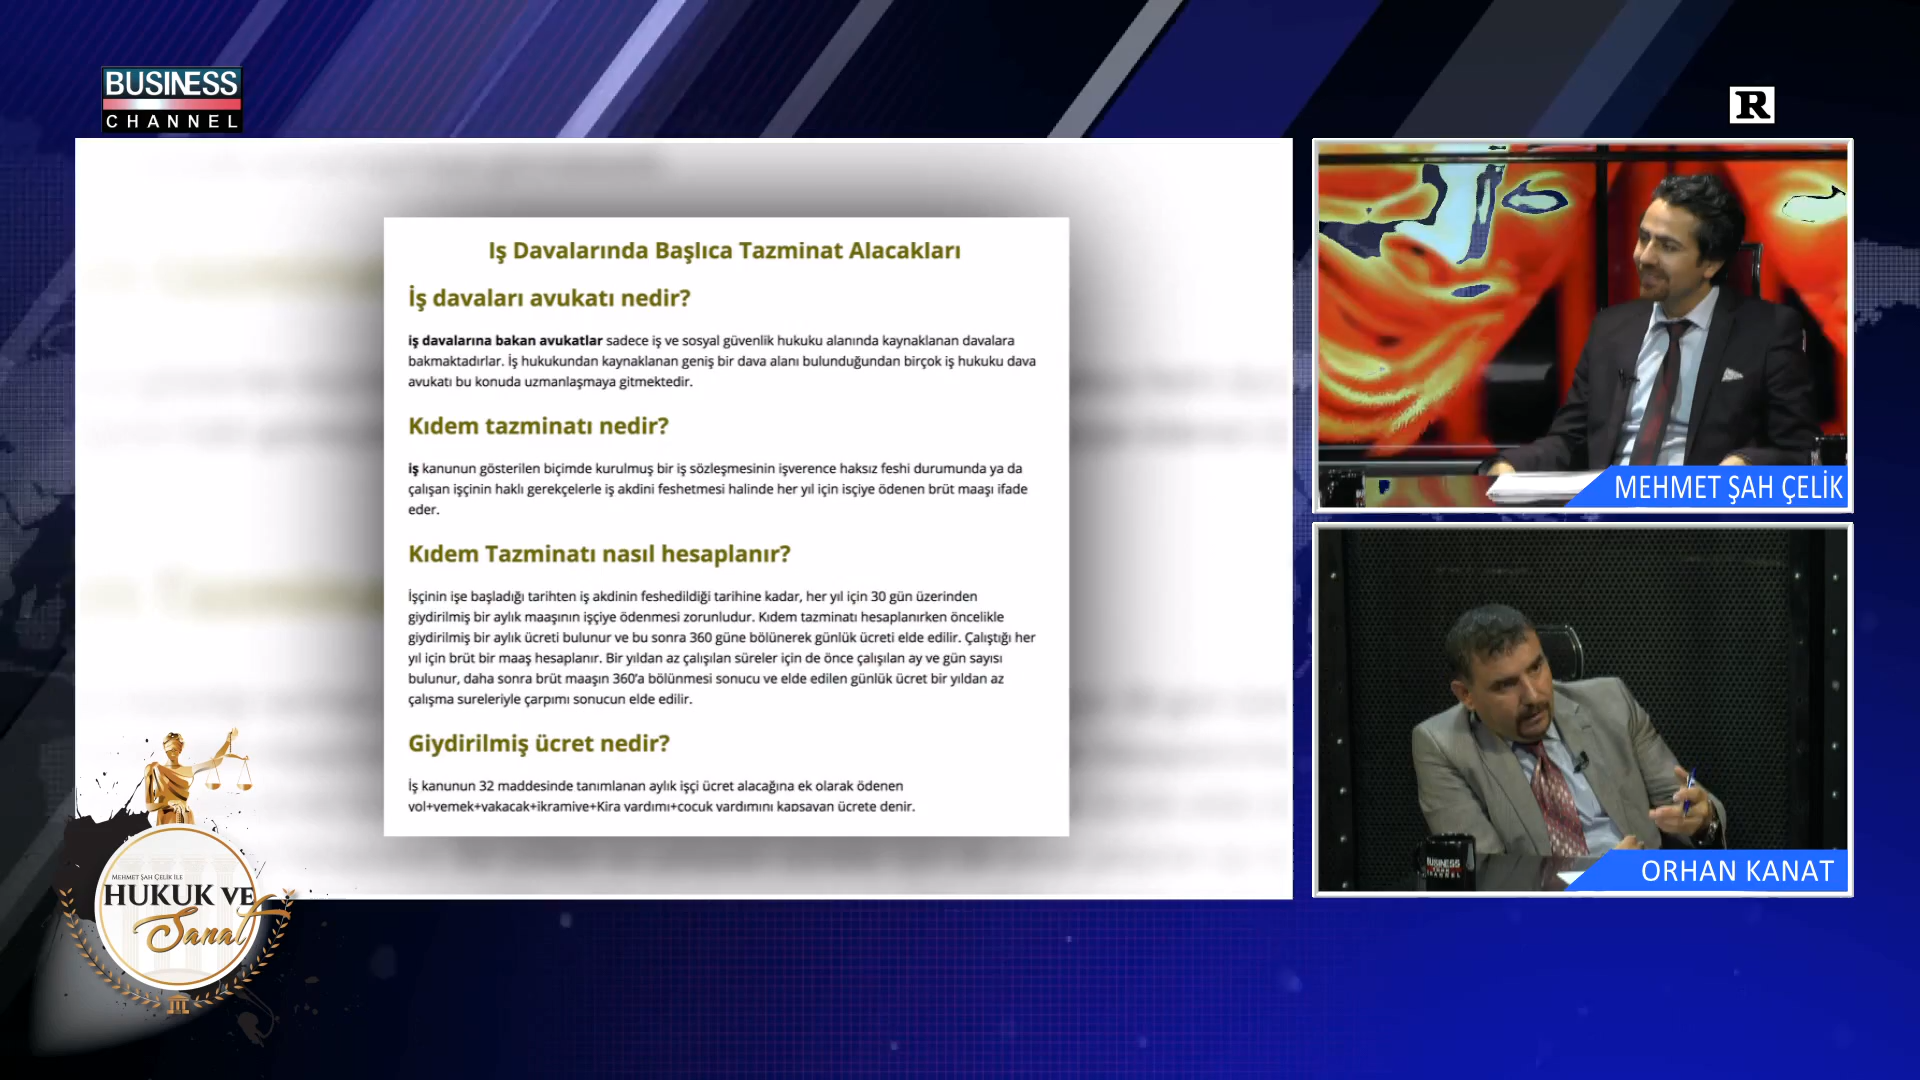 BUSINESS
CHANNEL
R
Iş Davalarında Başlıca Tazminat Alacakları
İş davaları avukatı nedir?
iş davalarına bakan avukatlar sadece iş ve sosyal güvenlik hukuku alanında kaynaklanan davalara
bakmaktadırlar. İş hukukundan kaynaklanan geniş bir dava alanı bulunduğundan birçok iş hukuku dava
avukatı bu konuda uzmanlaşmaya gitmektedir.
Kıdem tazminatı nedir?
iş kanunun gösterilen biçimde kurulmuş bir iş sözleşmesinin işverence haksız feshi durumunda ya da
çalışan işçinin haklı gerekçelerle iş akdini feshetmesi halinde her yıl için isçiye ödenen brüt maaşı ifade
eder.
Kıdem Tazminatı nasıl hesaplanır?
İşçinin işe başladığı tarihten iş akdinin feshedildiği tarihine kadar, her yıl için 30 gün üzerinden
giydirilmiş bir aylık maaşının işçiye ödenmesi zorunludur. Kıdem tazminatı hesaplanırken öncelikle
giydirilmiş bir aylık ücreti bulunur ve bu sonra 360 güne bölünerek günlük ücreti elde edilir. Çalıştığı her
yıl için brüt bir maaş hesaplanır. Bir yıldan az çalışılan süreler için de önce çalışılan ay ve gün sayısı
bulunur, daha sonra brüt maaşın 360'a bölünmesi sonucu ve elde edilen günlük ücret bir yıldan az
çalışma sureleriyle çarpımı sonucun elde edilir.
Giydirilmiş ücret nedir?
İş kanunun 32 maddesinde tanımlanan aylık işçi ücret alacağına ek olarak ödenen
yol+yemek+yakacak+ikramiye+Kira yardımı+çocuk yardımını kapsayan ücrete denir.
MEHMET ŞAH ÇELİK
ORHAN KANAT
BUSINESS
CHANNEL
MEHMET ŞAH ÇELİK İLE
HUKUK VE
Sanat